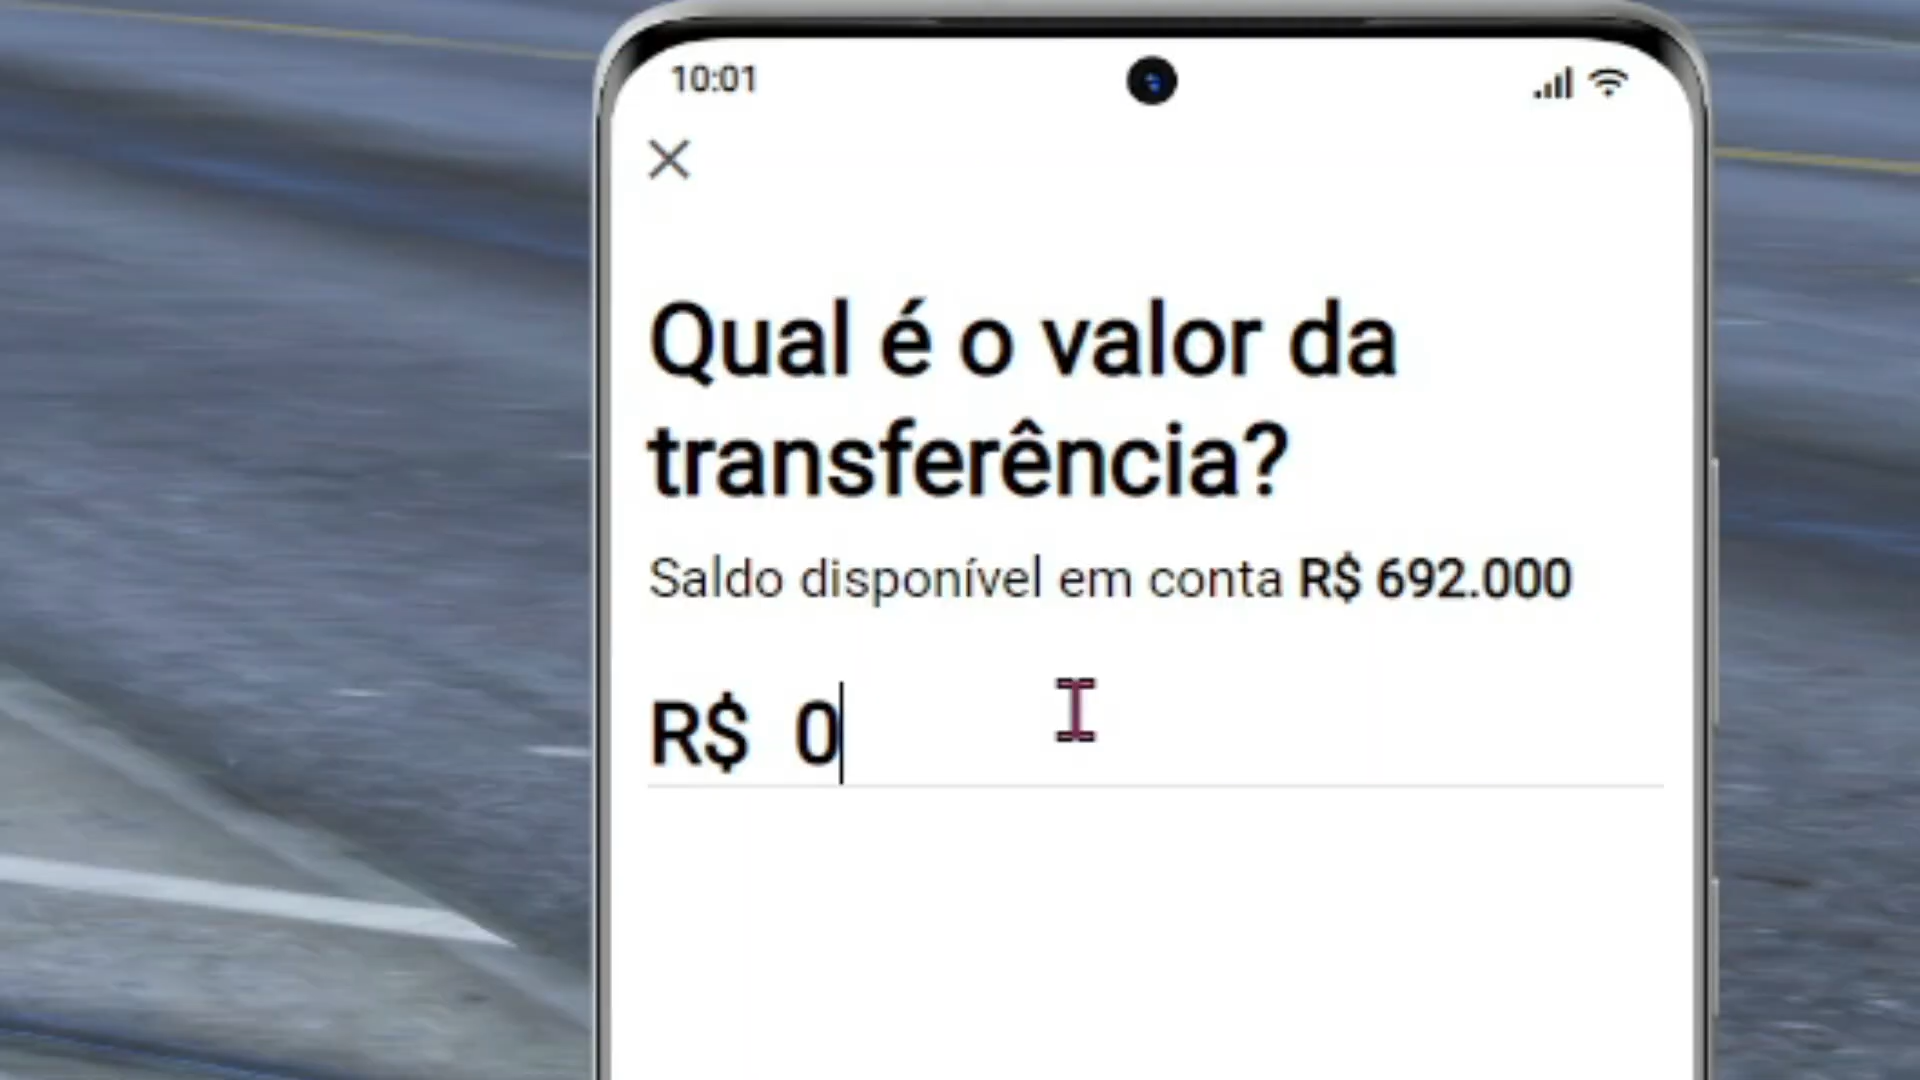 10:01
Qual é o valor da
transferência?
Saldo disponível em conta R$ 692.000
R$ 0